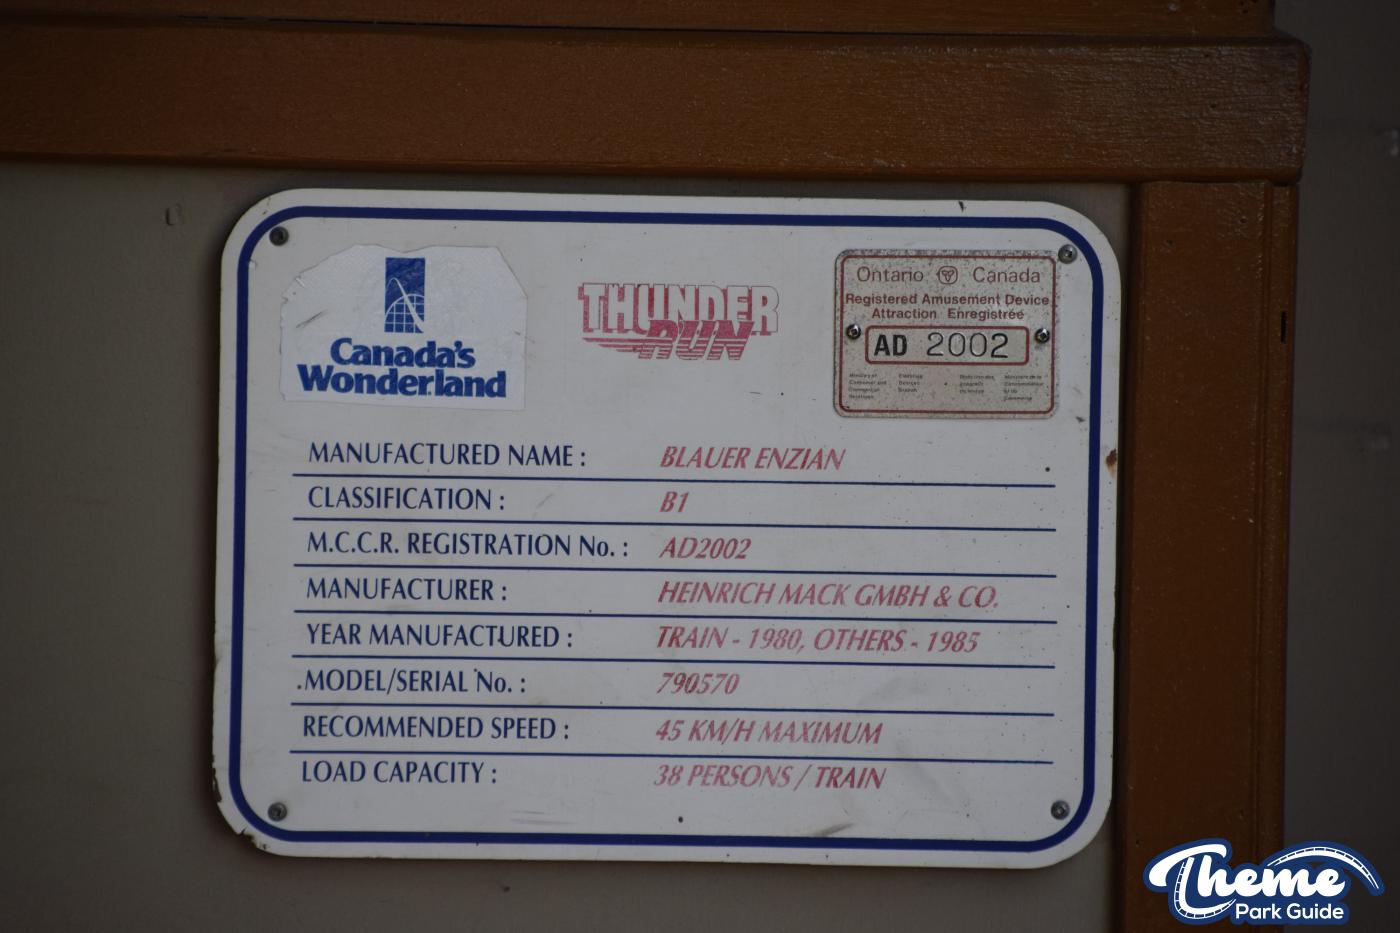 Canada's
Wonderland
THUNDER
RUN
Ontario Canada
Registered Amusement Device
Attraction Enregistrée
AD 2002
MANUFACTURED NAME : BLAUER ENZIAN
CLASSIFICATION : B1
M.C.C.R. REGISTRATION No. : AD2002
MANUFACTURER : HEINRICH MACK GMBH & CO.
YEAR MANUFACTURED : TRAIN - 1980, OTHERS - 1985
MODEL/SERIAL No. : 790570
RECOMMENDED SPEED : 45 KM/H MAXIMUM
LOAD CAPACITY : 38 PERSONS / TRAIN
Theme
Park Guide